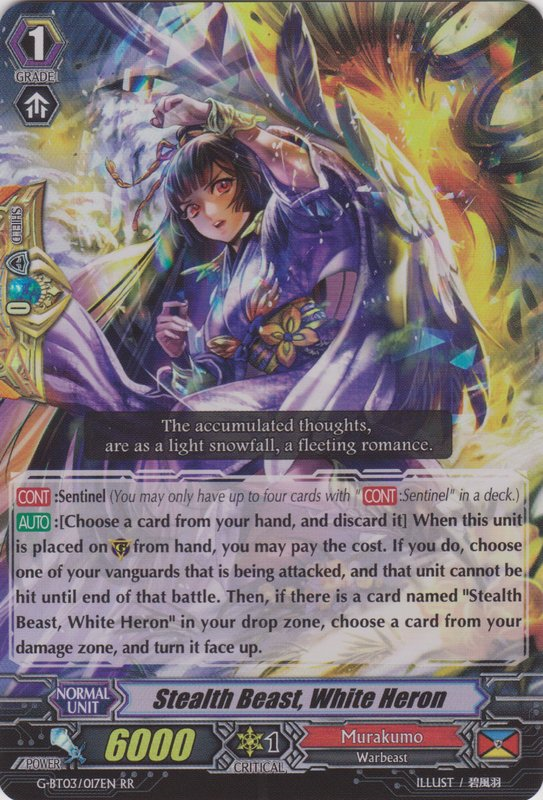 1
GRADE
SHIELD
0
The accumulated thoughts,
are as a light snowfall, a fleeting romance.
CONT :Sentinel (You may only have up to four cards with " CONT :Sentinel" in a deck.)
AUTO :[Choose a card from your hand, and discard it] When this unit
is placed on G from hand, you may pay the cost. If you do, choose
one of your vanguards that is being attacked, and that unit cannot be
hit until end of that battle. Then, if there is a card named "Stealth
Beast, White Heron" in your drop zone, choose a card from your
damage zone, and turn it face up.
NORMAL
UNIT
Stealth Beast, White Heron
POWER
6000
1
CRITICAL
Murakumo
Warbeast
G-BT03/017EN RR
ILLUST / 碧風羽